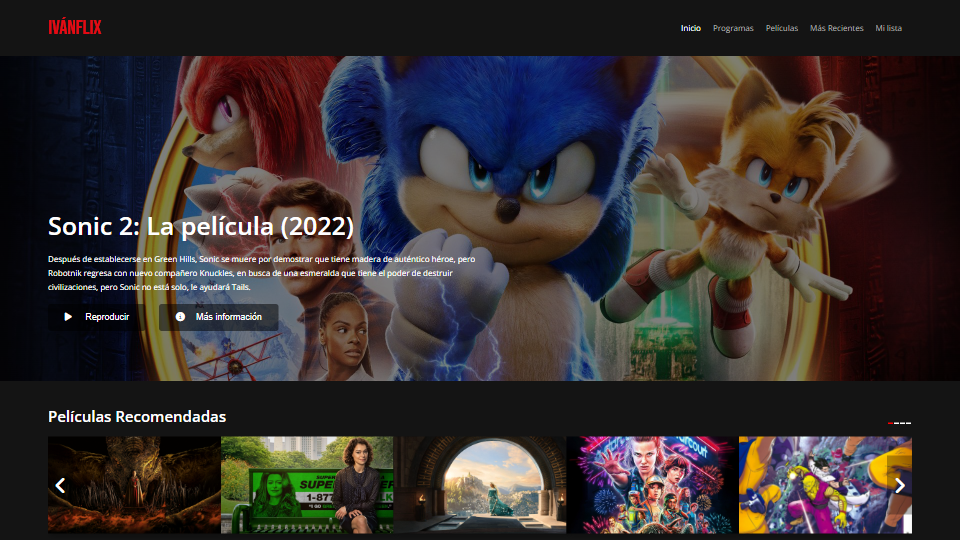 IVÁNFLIX
Inicio Programas Películas Más Recientes Mi lista
Sonic 2: La película (2022)
Después de establecerse en Green Hills, Sonic se muere por demostrar que tiene madera de auténtico héroe, pero
Robotnik regresa con nuevo compañero Knuckles, en busca de una esmeralda que tiene el poder de destruir
civilizaciones, pero Sonic no está solo, le ayudará Tails.
Reproducir Más información
Películas Recomendadas
SUPER
1-877